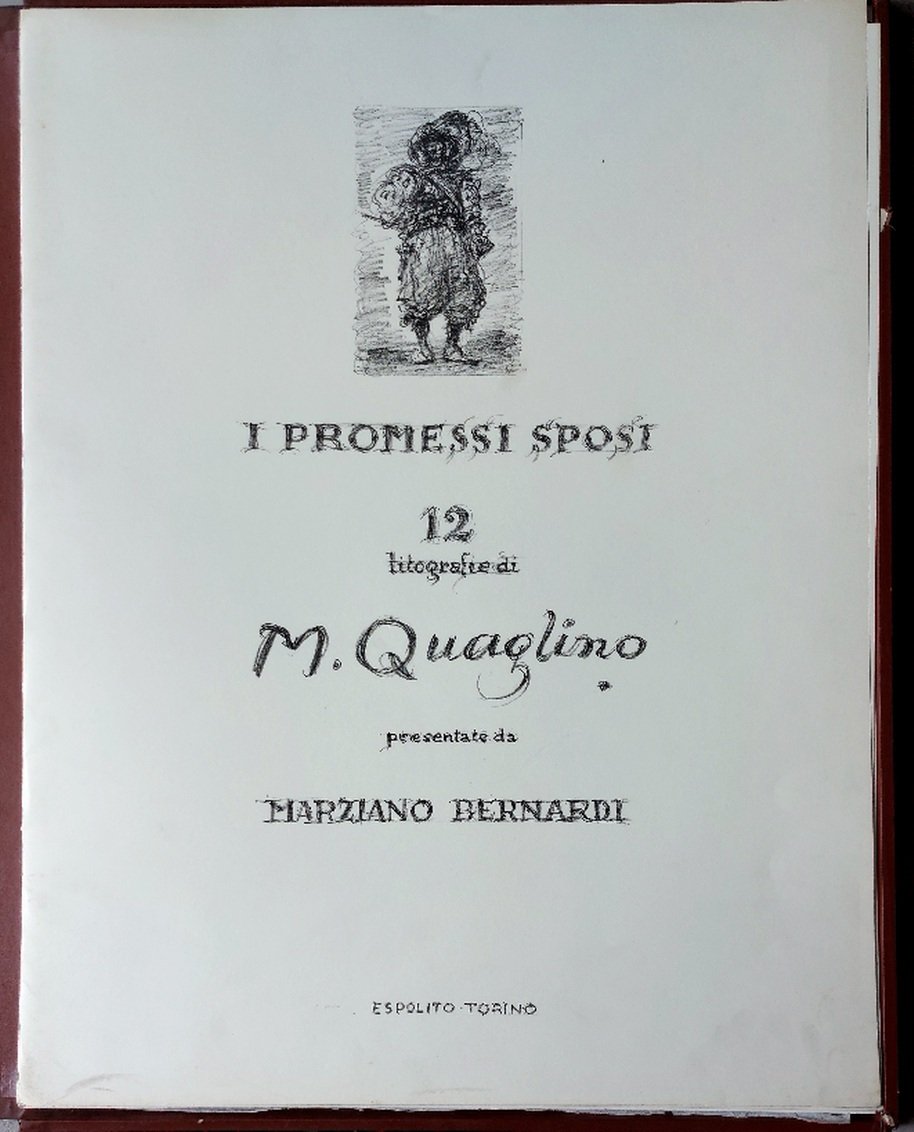 I PROMESSI SPOSI
12
litografie di
M. Quaglino
presentate da
MARZIANO BERNARDI
ESPOLITO-TORINO